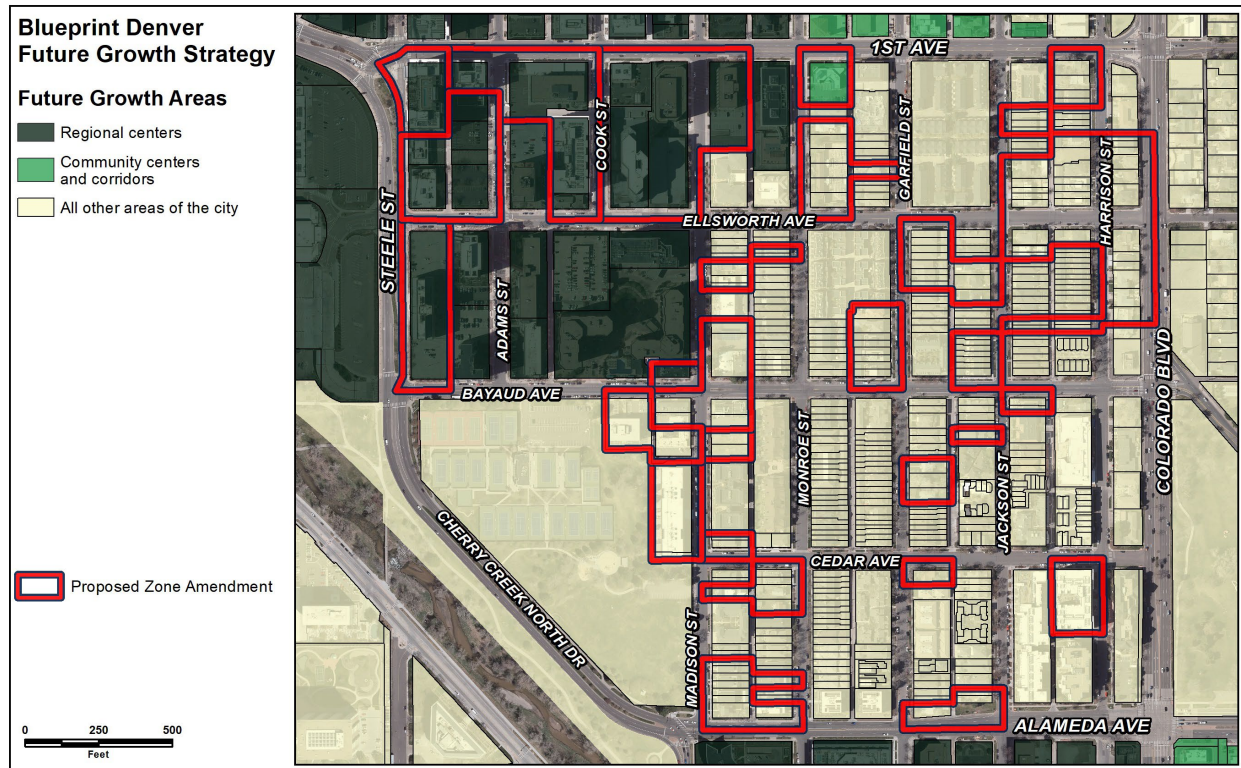 Blueprint Denver
Future Growth Strategy
Future Growth Areas
Regional centers
Community centers
and corridors
All other areas of the city
Proposed Zone Amendment
0 250 500
Feet
1ST AVE
COOK ST
GARFIELD ST
HARRISON ST
STEELE ST
ELLSWORTH AVE
ADAMS ST
BAYAUD AVE
COLORADO BLVD
MONROE ST
JACKSON ST
CHERRY CREEK NORTH DR
CEDAR AVE
MADISON ST
ALAMEDA AVE